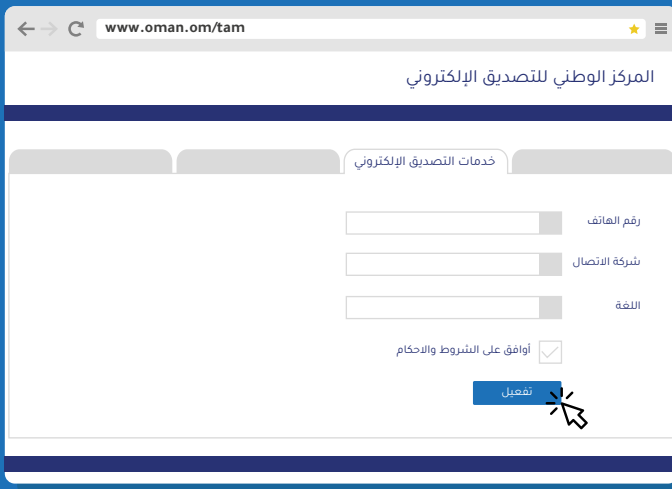 www.oman.om/tam
المركز الوطني للتصديق الإلكتروني
خدمات التصديق الإلكتروني
رقم الهاتف
شركة الاتصال
اللغة
أوافق على الشروط والاحكام
تفعيل